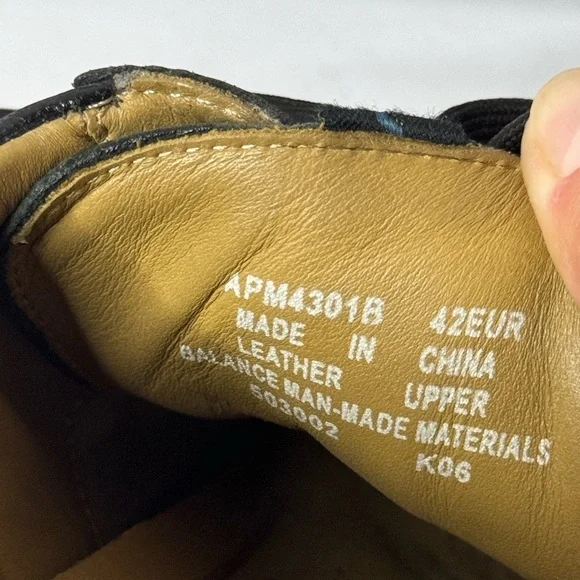 APM4301B 42EUR
MADE IN CHINA
LEATHER UPPER
BALANCE MAN-MADE MATERIALS
503002 K06